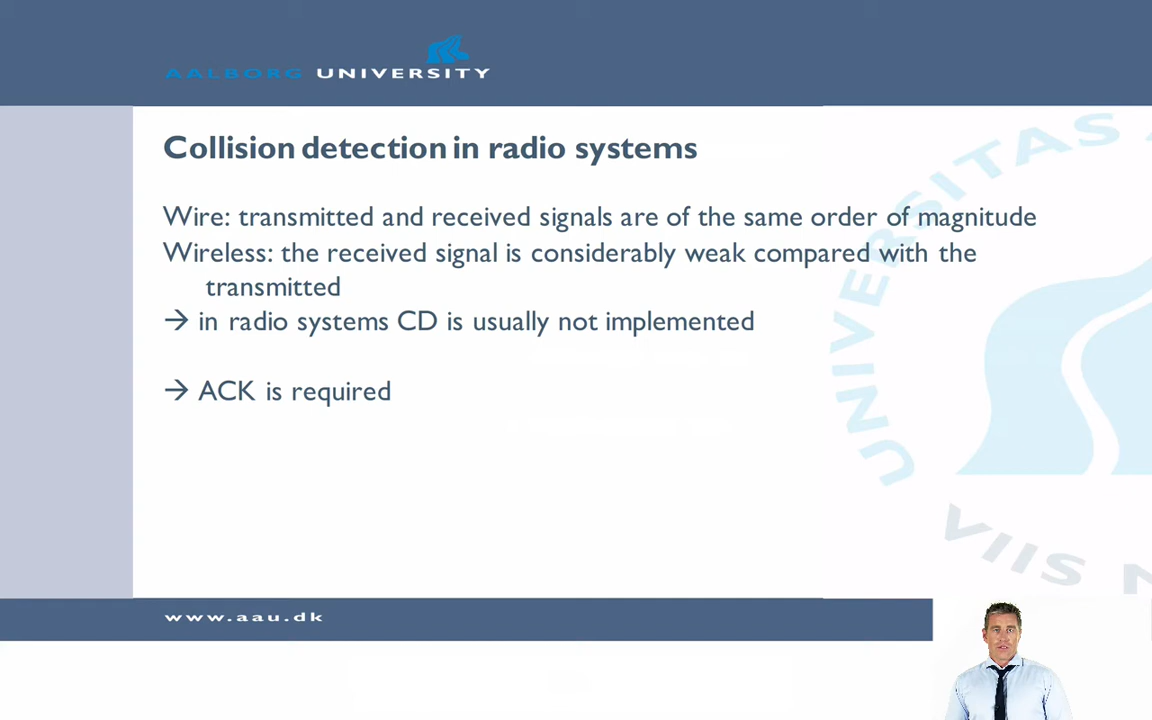 AALBORG UNIVERSITY
Collision detection in radio systems
Wire: transmitted and received signals are of the same order of magnitude
Wireless: the received signal is considerably weak compared with the
transmitted
→ in radio systems CD is usually not implemented
→ ACK is required
UNIVERSITAS A
VIIS N
www.aau.dk